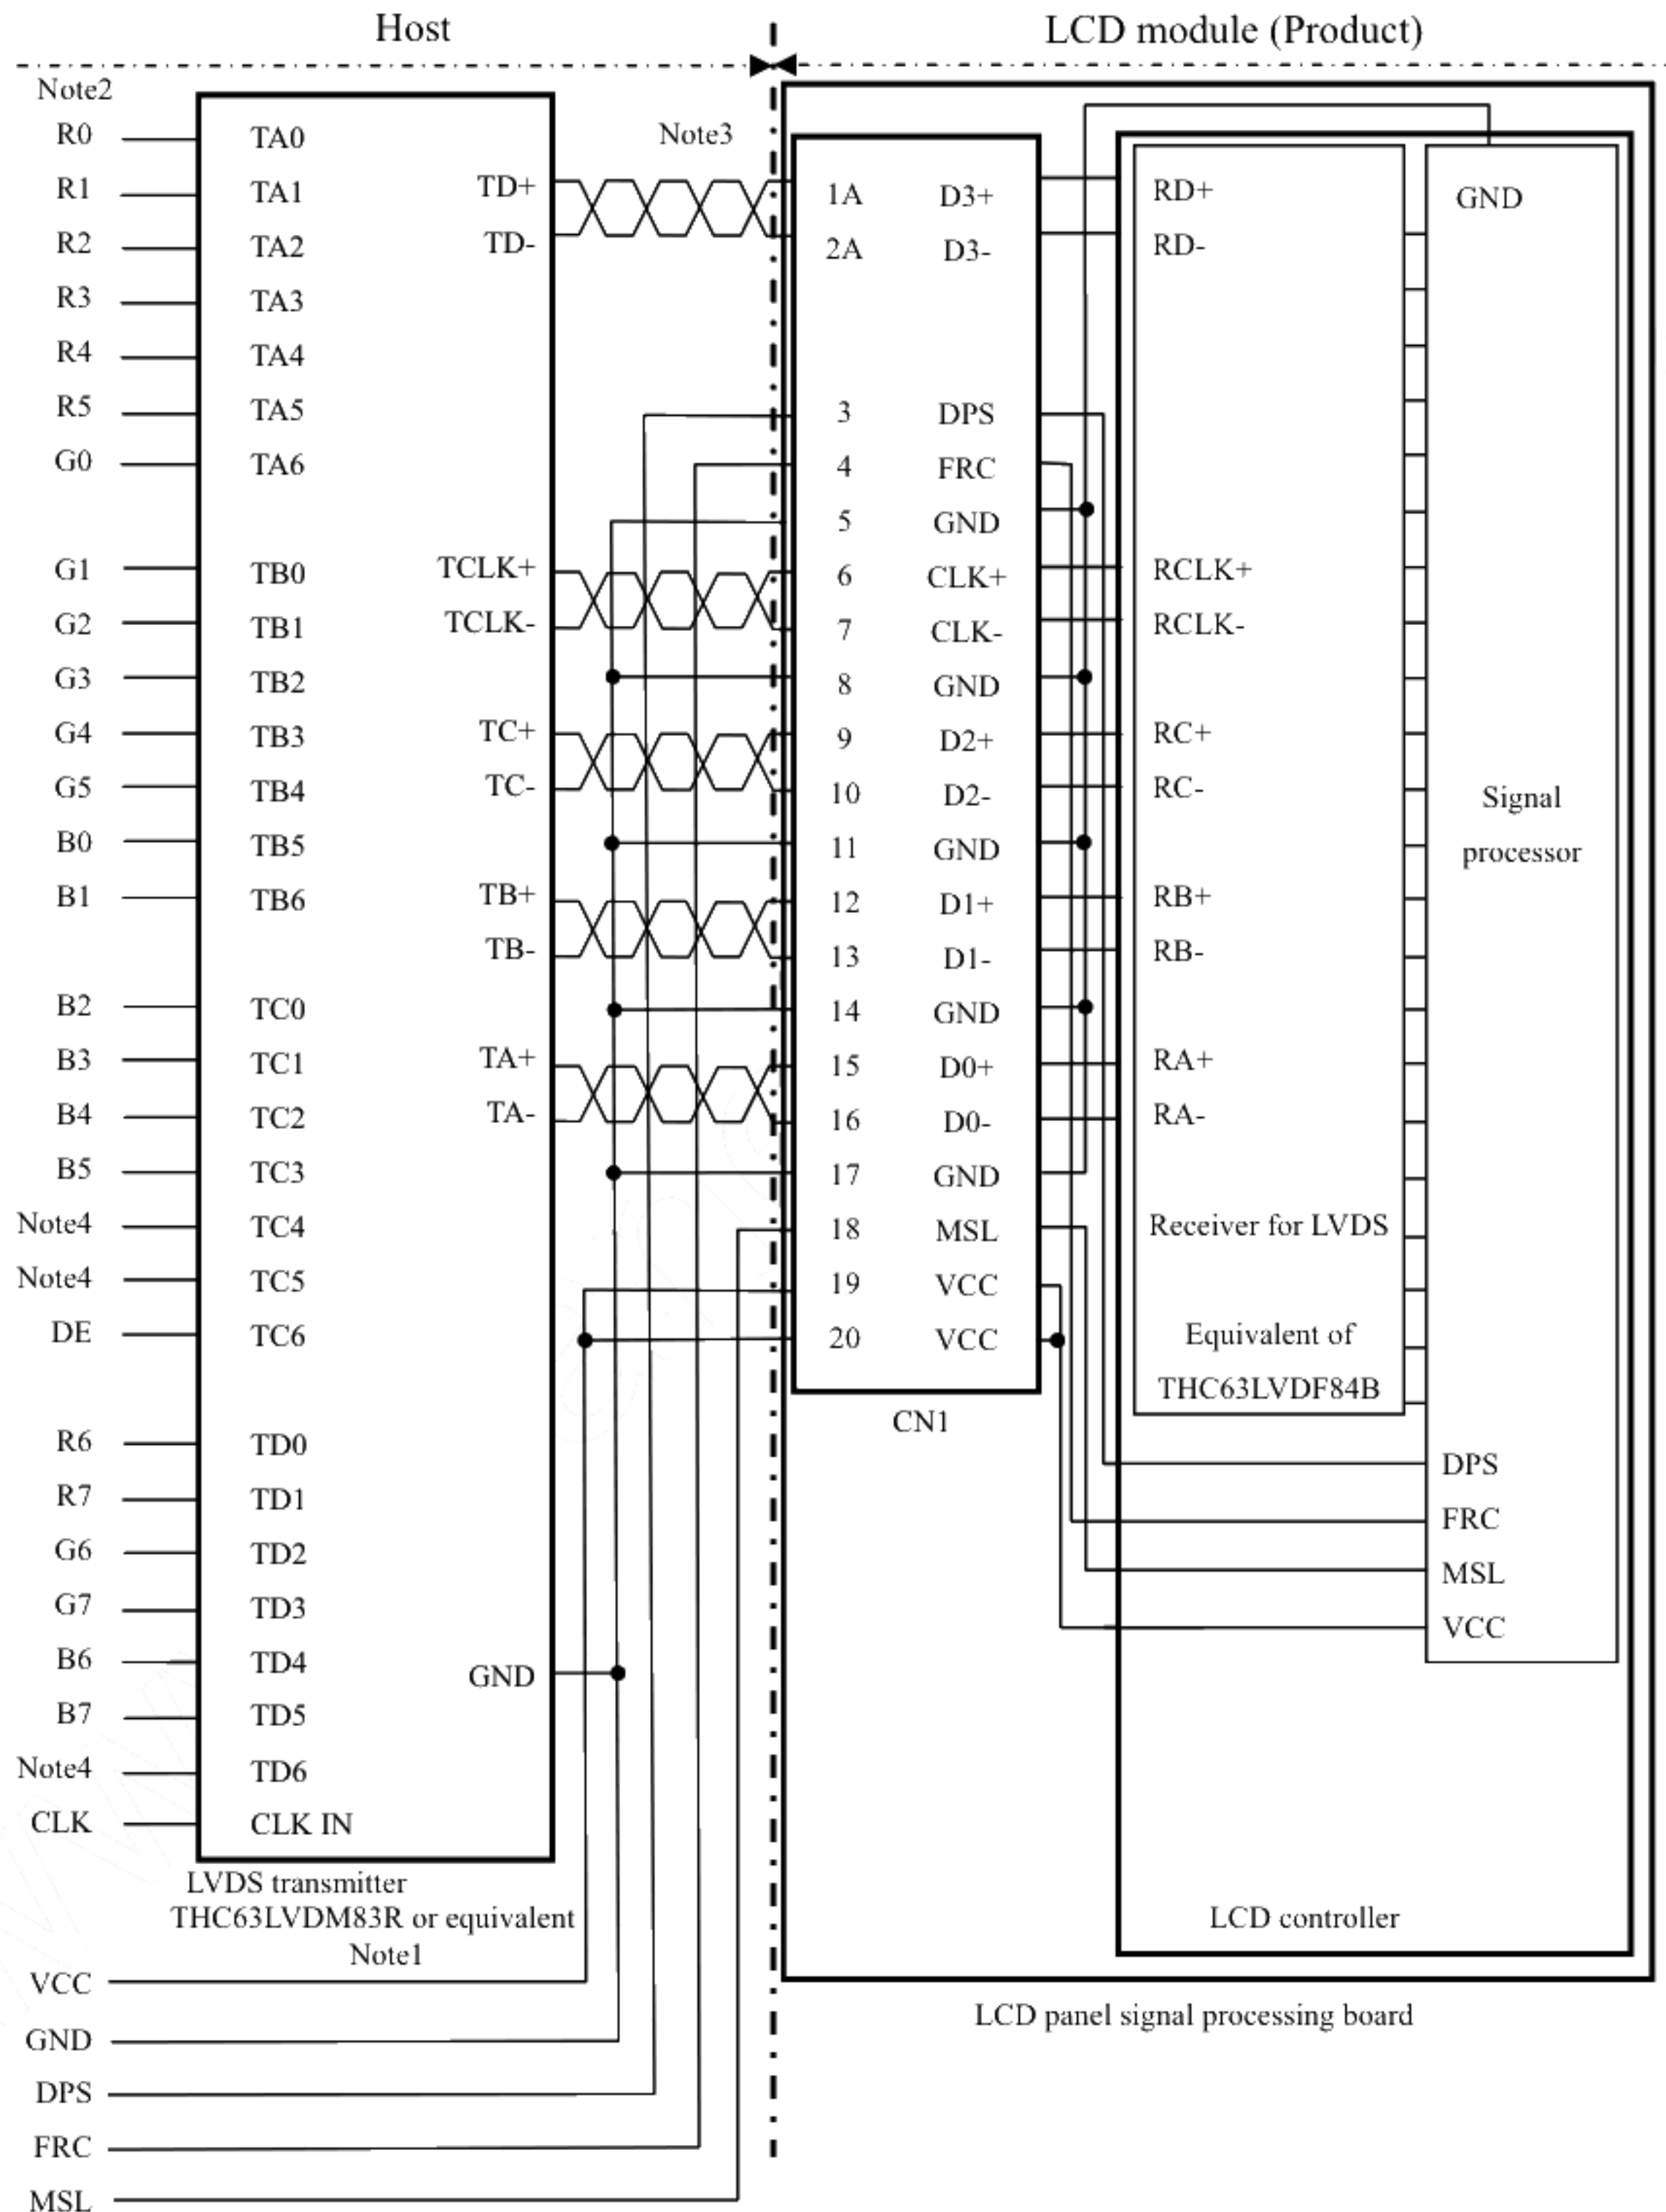 Host
LCD module (Product)
Note2
R0 TA0
R1 TA1
R2 TA2
R3 TA3
R4 TA4
R5 TA5
G0 TA6
G1 TB0
G2 TB1
G3 TB2
G4 TB3
G5 TB4
B0 TB5
B1 TB6
B2 TC0
B3 TC1
B4 TC2
B5 TC3
Note4 TC4
Note4 TC5
DE TC6
R6 TD0
R7 TD1
G6 TD2
G7 TD3
B6 TD4
B7 TD5
Note4 TD6
CLK CLK IN
TD+
TD-
TCLK+
TCLK-
TC+
TC-
TB+
TB-
TA+
TA-
GND
LVDS transmitter
THC63LVDM83R or equivalent
Note1
VCC
GND
DPS
FRC
MSL
Note3
1A D3+
2A D3-
3 DPS
4 FRC
5 GND
6 CLK+
7 CLK-
8 GND
9 D2+
10 D2-
11 GND
12 D1+
13 D1-
14 GND
15 D0+
16 D0-
17 GND
18 MSL
19 VCC
20 VCC
CN1
RD+
RD-
RCLK+
RCLK-
RC+
RC-
RB+
RB-
RA+
RA-
Receiver for LVDS
Equivalent of
THC63LVDF84B
GND
Signal
processor
DPS
FRC
MSL
VCC
LCD controller
LCD panel signal processing board